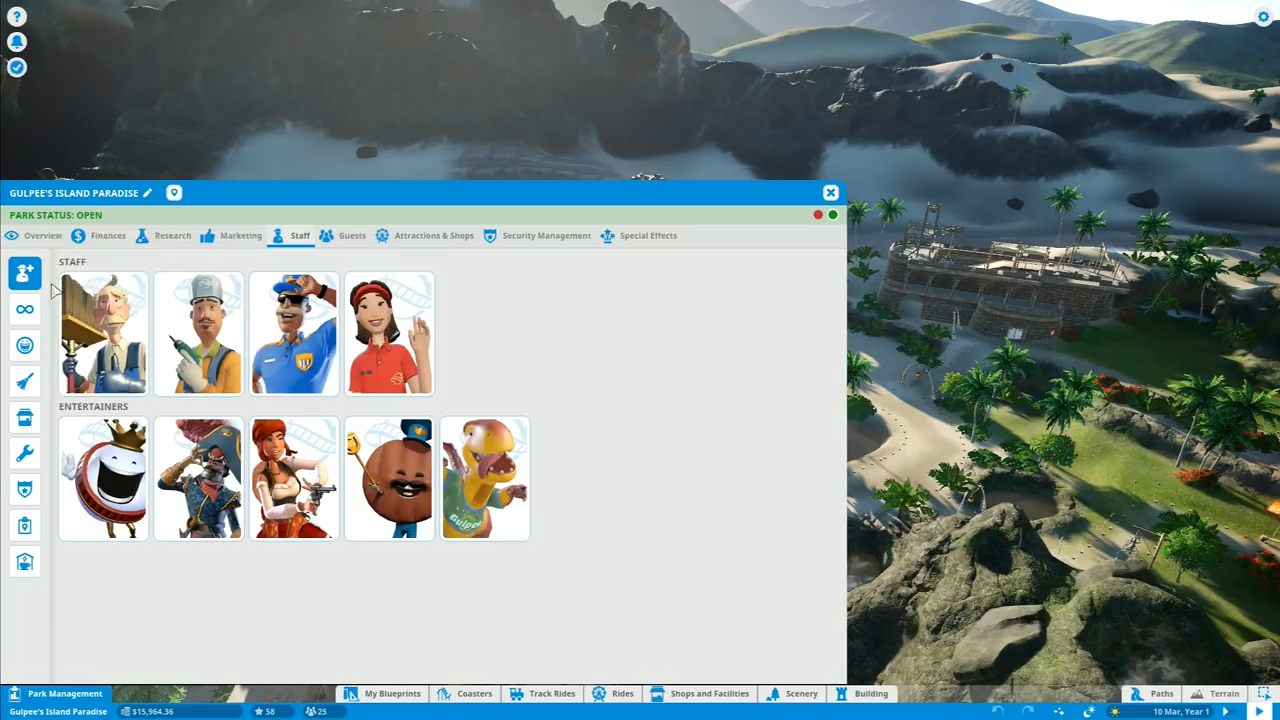 GULPEE'S ISLAND PARADISE
PARK STATUS: OPEN
Overview Finances Research Marketing Staff Guests Attractions & Shops Security Management Special Effects
STAFF
ENTERTAINERS
Gulpee
Park Management My Blueprints Coasters Track Rides Rides Shops and Facilities Scenery Building Paths Terrain
Gulpee's Island Paradise $15,964.36 58 25 10 Mar, Year 1